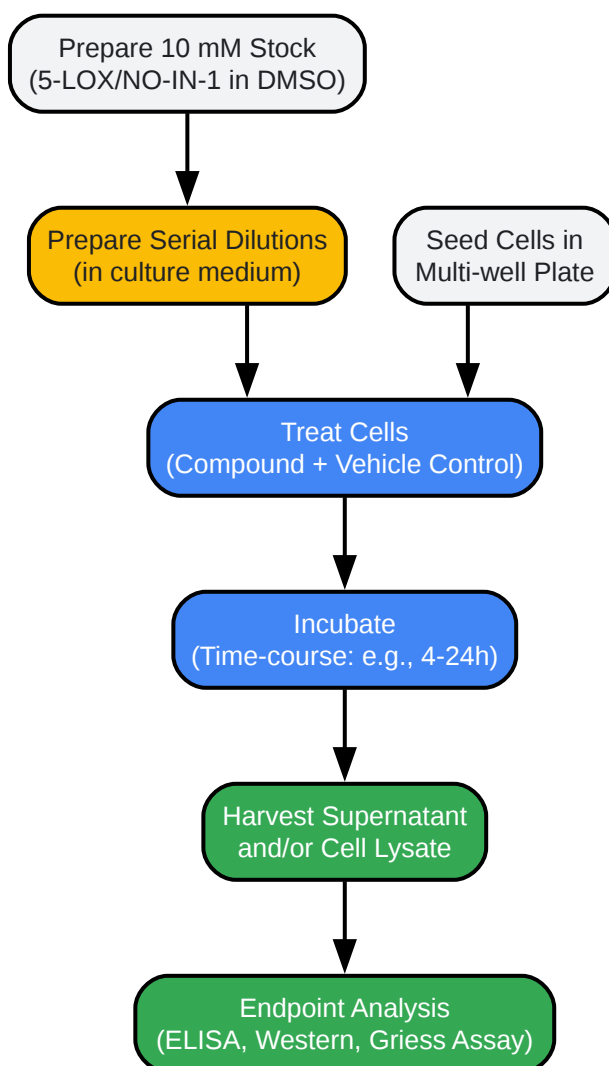 Prepare 10 mM Stock
(5-LOX/NO-IN-1 in DMSO)
Prepare Serial Dilutions
(in culture medium)
Seed Cells in
Multi-well Plate
Treat Cells
(Compound + Vehicle Control)
Incubate
(Time-course: e.g., 4-24h)
Harvest Supernatant
and/or Cell Lysate
Endpoint Analysis
(ELISA, Western, Griess Assay)